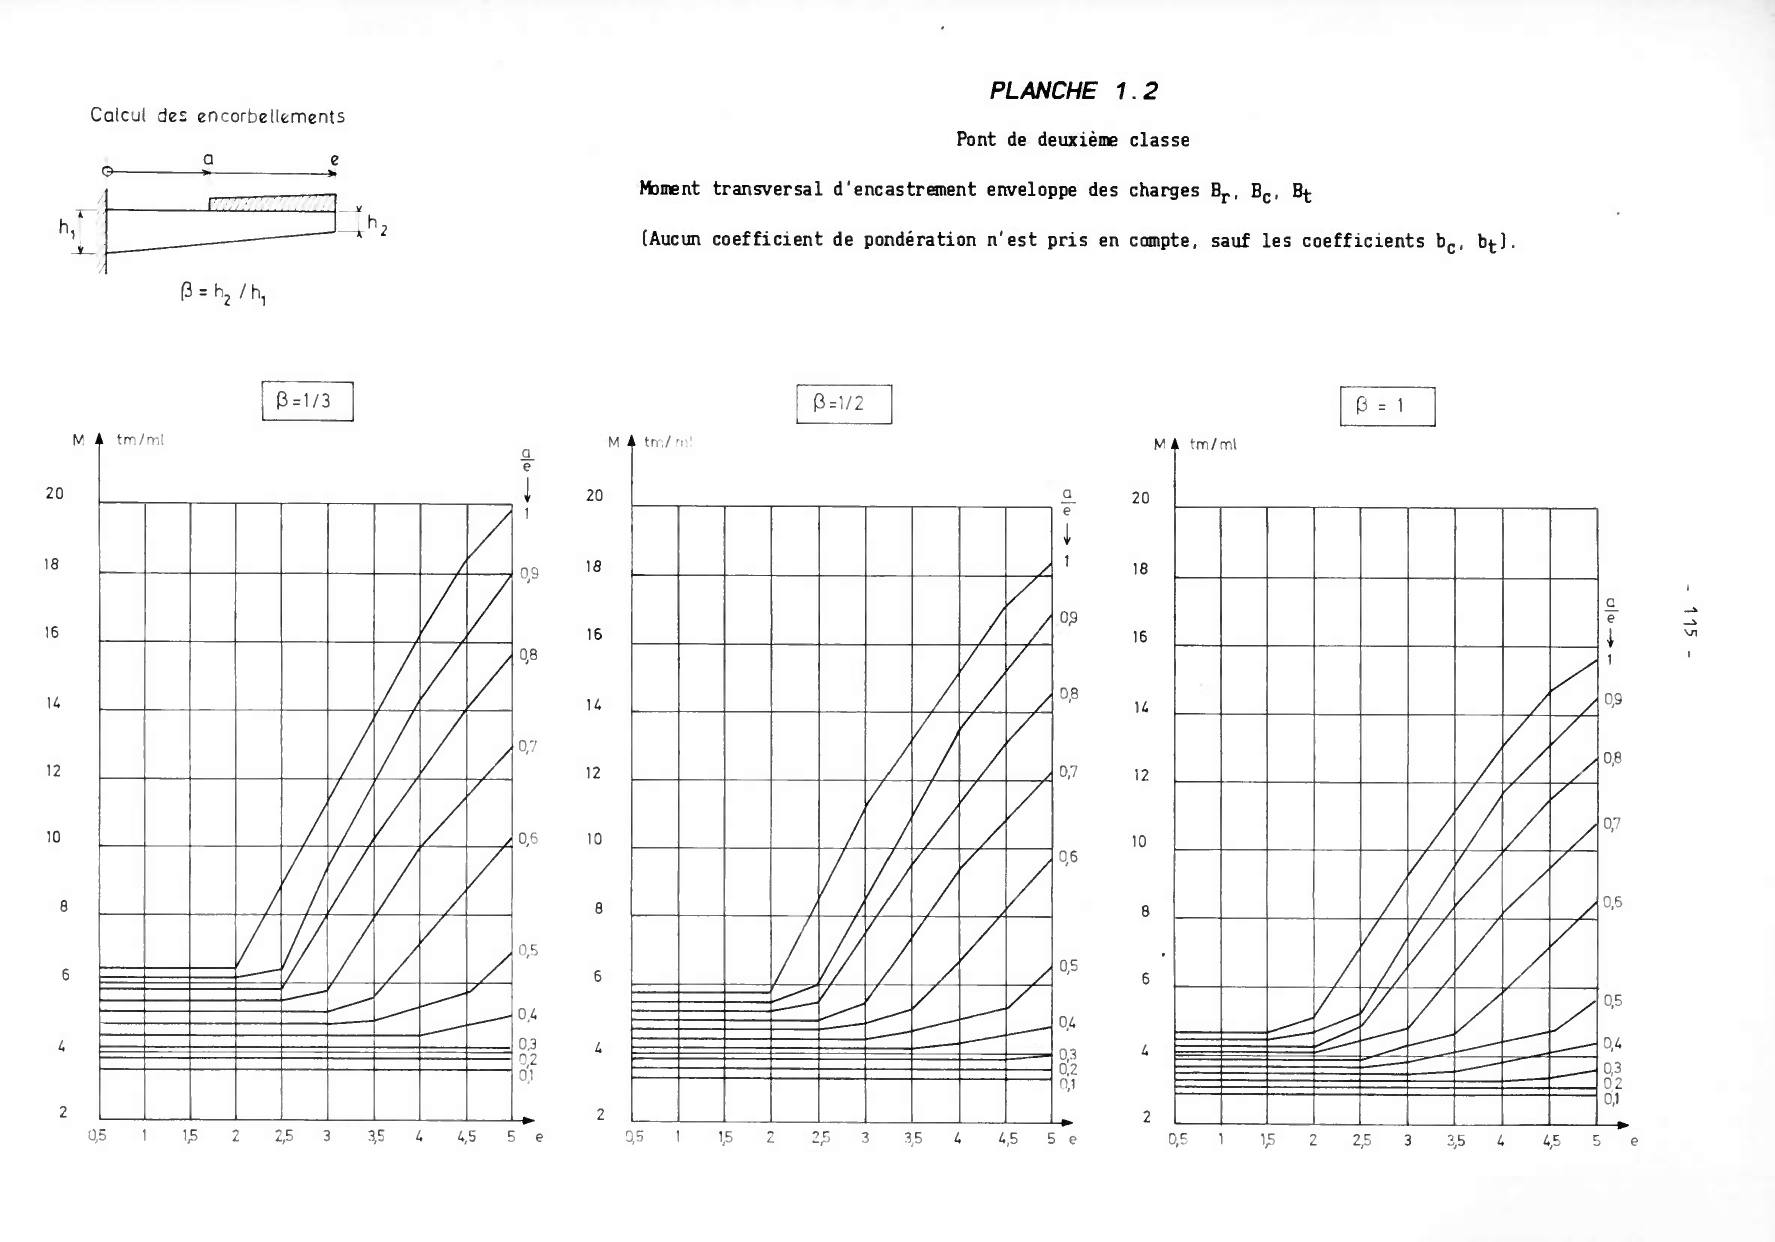 PLANCHE 1.2
Calcul des encorbellements
Pont de deuxième classe
a e
Moment transversal d'encastrement enveloppe des charges Br, Bc, Bt
h1 h2
(Aucun coefficient de pondération n'est pris en compte, sauf les coefficients bc, bt).
β = h2 / h1
β=1/3
M tm/ml
a/e
20
18
16
14
12
10
8
6
4
2
1
0,9
0,8
0,7
0,6
0,5
0,4
0,3
0,2
0,1
0,5 1 1,5 2 2,5 3 3,5 4 4,5 5 e
β=1/2
M tm/ml
a/e
20
18
16
14
12
10
8
6
4
2
1
0,9
0,8
0,7
0,6
0,5
0,4
0,3
0,2
0,1
0,5 1 1,5 2 2,5 3 3,5 4 4,5 5 e
β = 1
M tm/ml
a/e
20
18
16
14
12
10
8
6
4
2
1
0,9
0,8
0,7
0,6
0,5
0,4
0,3
0,2
0,1
0,5 1 1,5 2 2,5 3 3,5 4 4,5 5 e
- 115 -